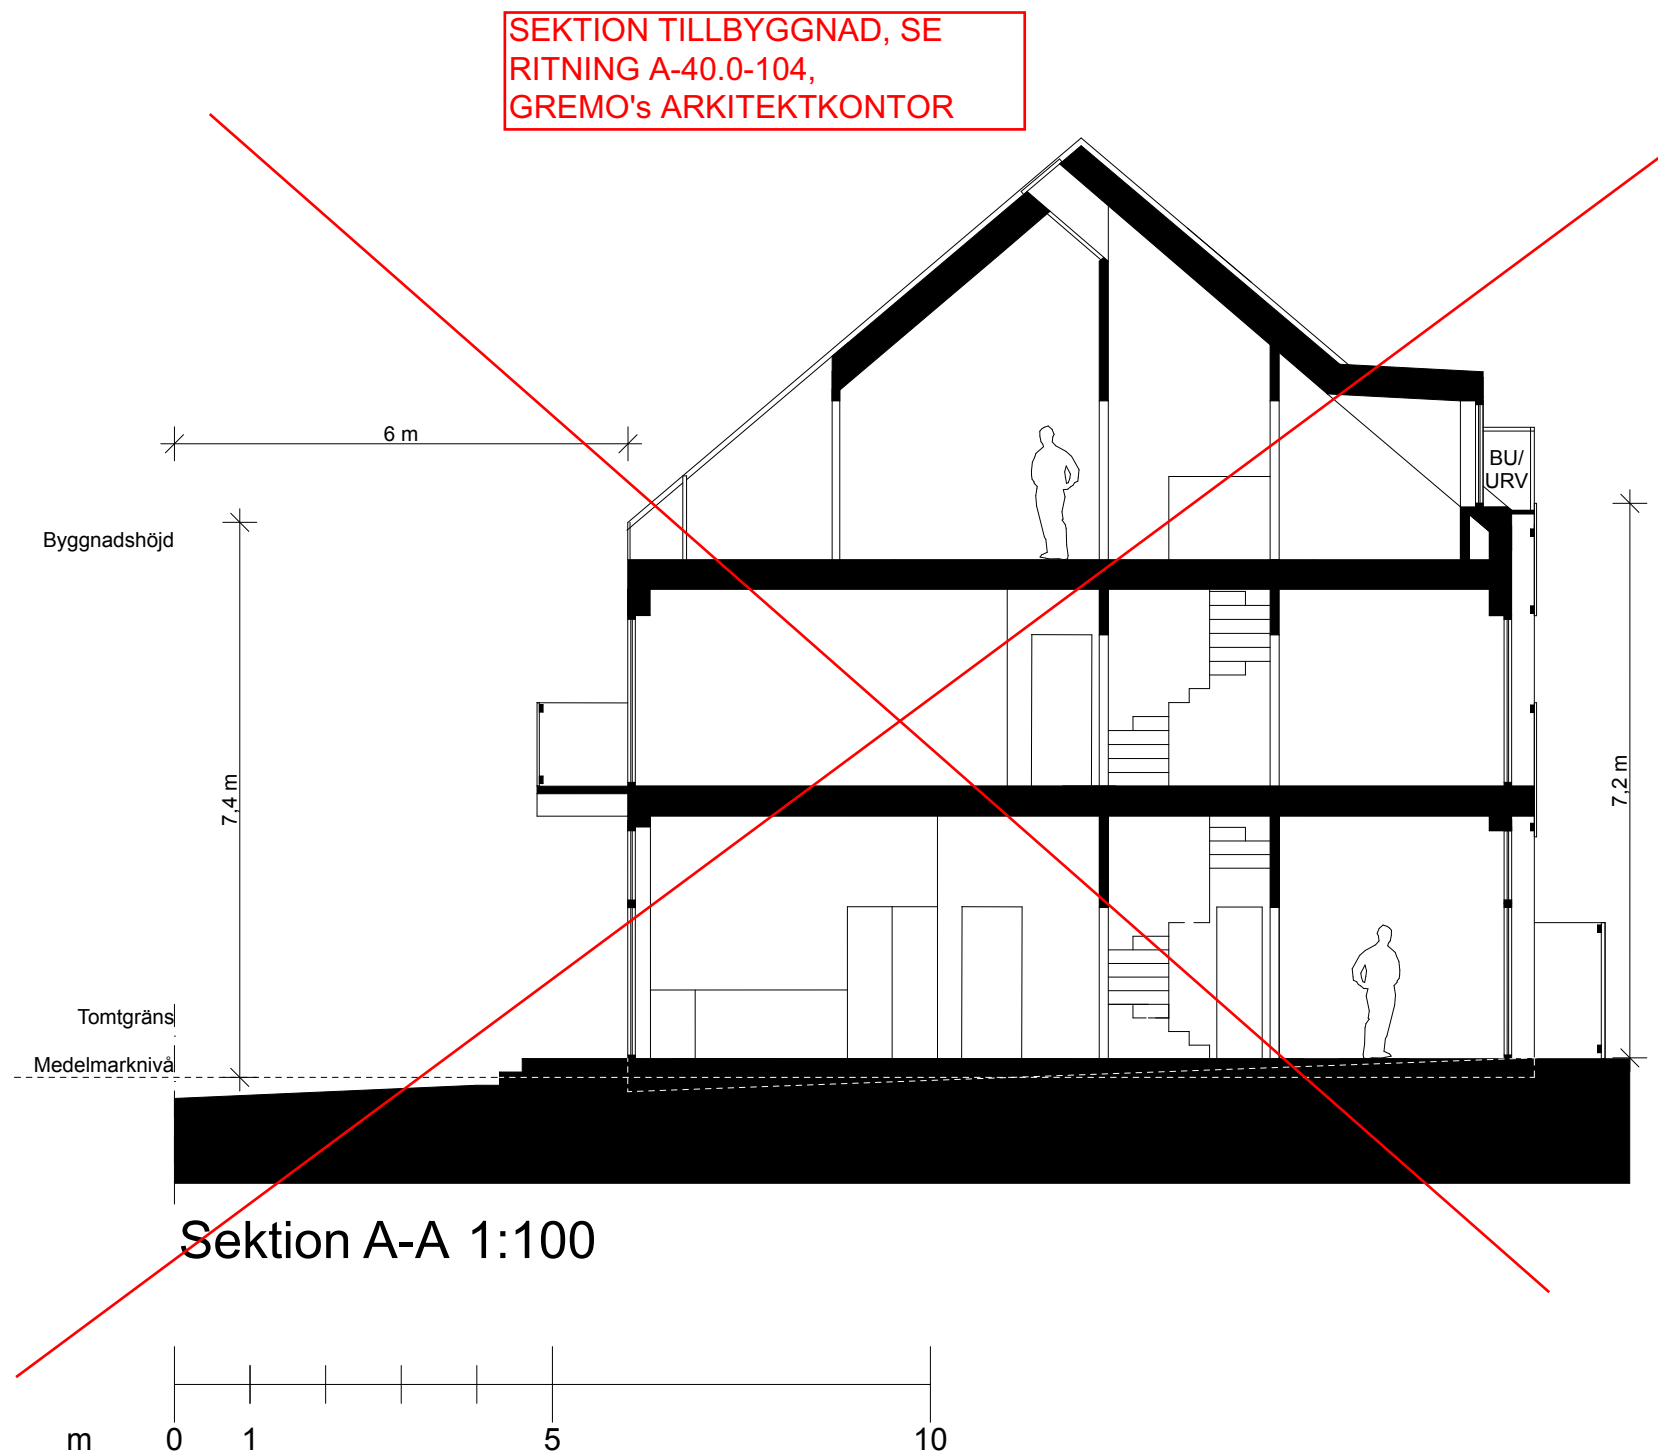 SEKTION TILLBYGGNAD, SE
RITNING A-40.0-104,
GREMO's ARKITEKTKONTOR
6 m
BU/
URV
Byggnadshöjd
7,4 m
7,2 m
Tomtgräns
Medelmarknivå
Sektion A-A 1:100
m 0 1 5 10